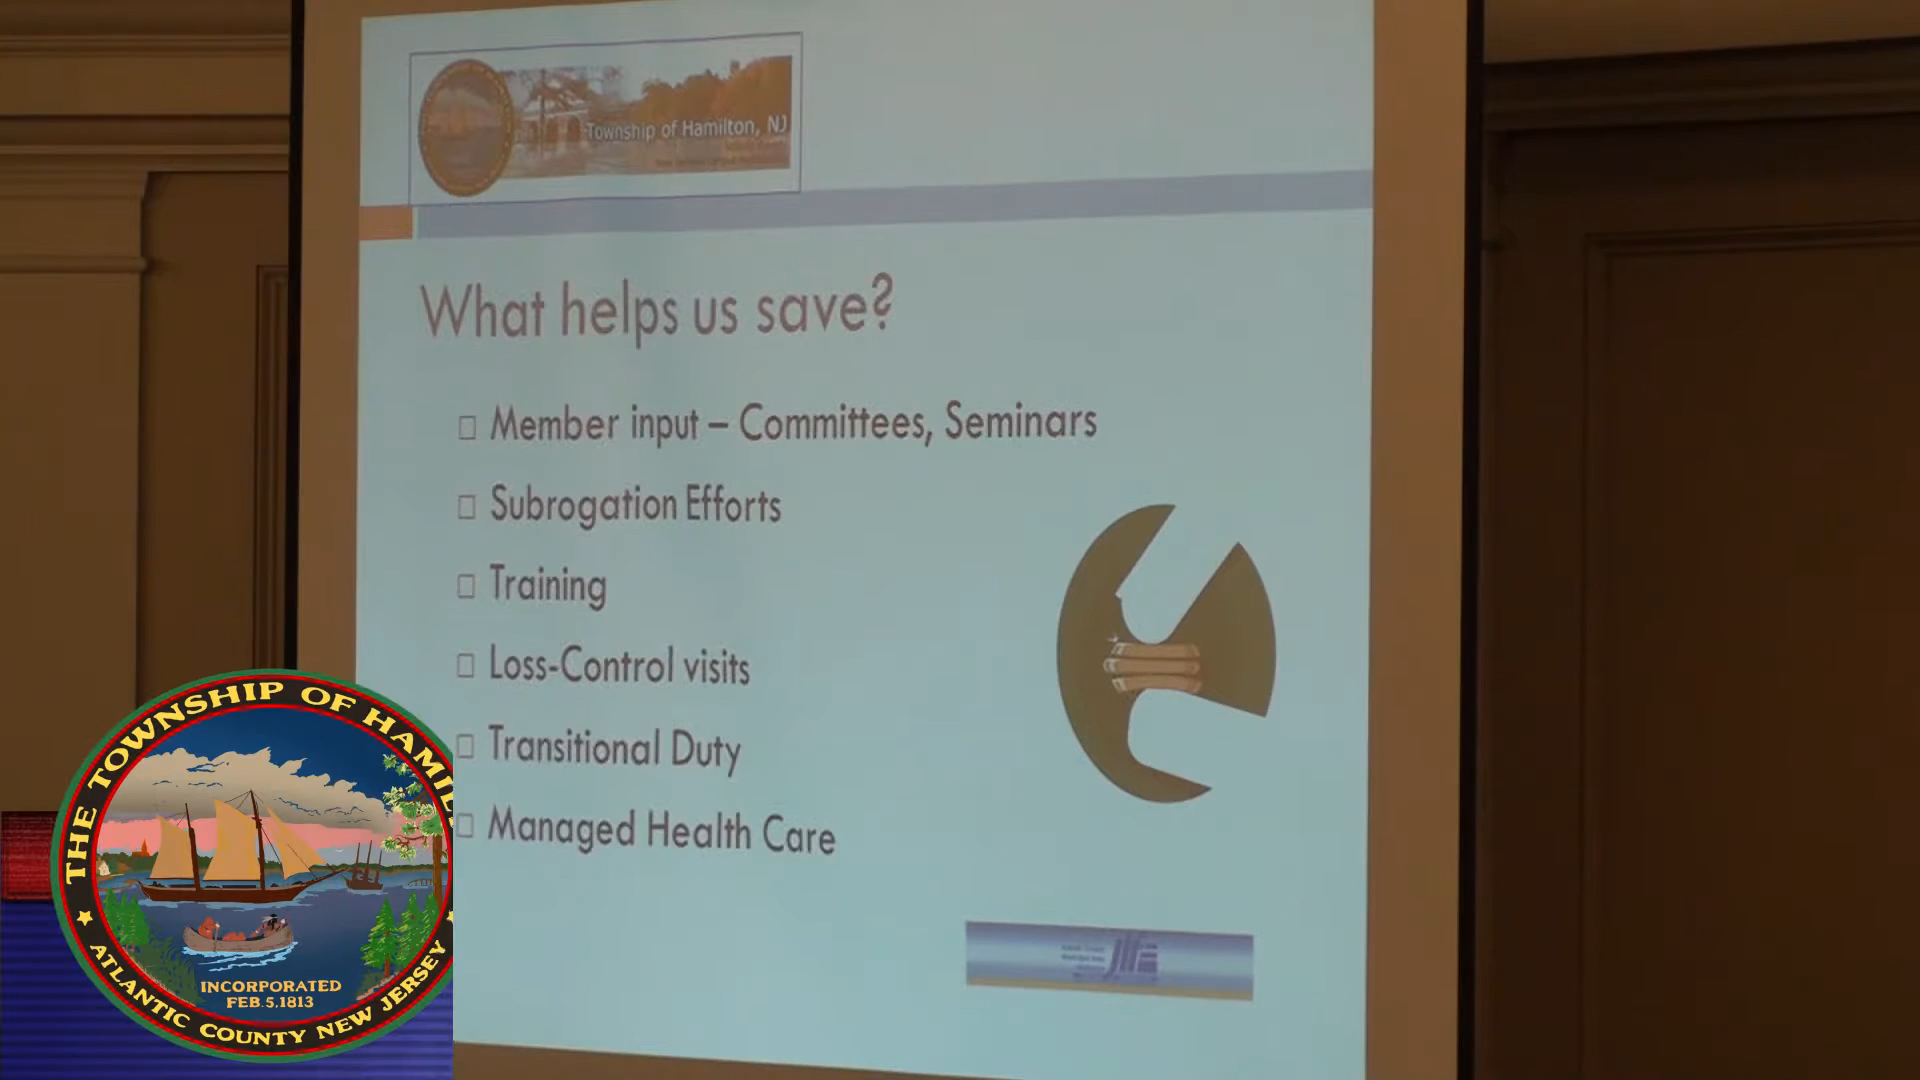 Township of Hamilton, NJ
What helps us save?
Member input – Committees, Seminars
Subrogation Efforts
Training
Loss-Control visits
Transitional Duty
Managed Health Care
THE TOWNSHIP OF HAMIL
INCORPORATED
FEB.5,1813
ATLANTIC COUNTY NEW JERSEY